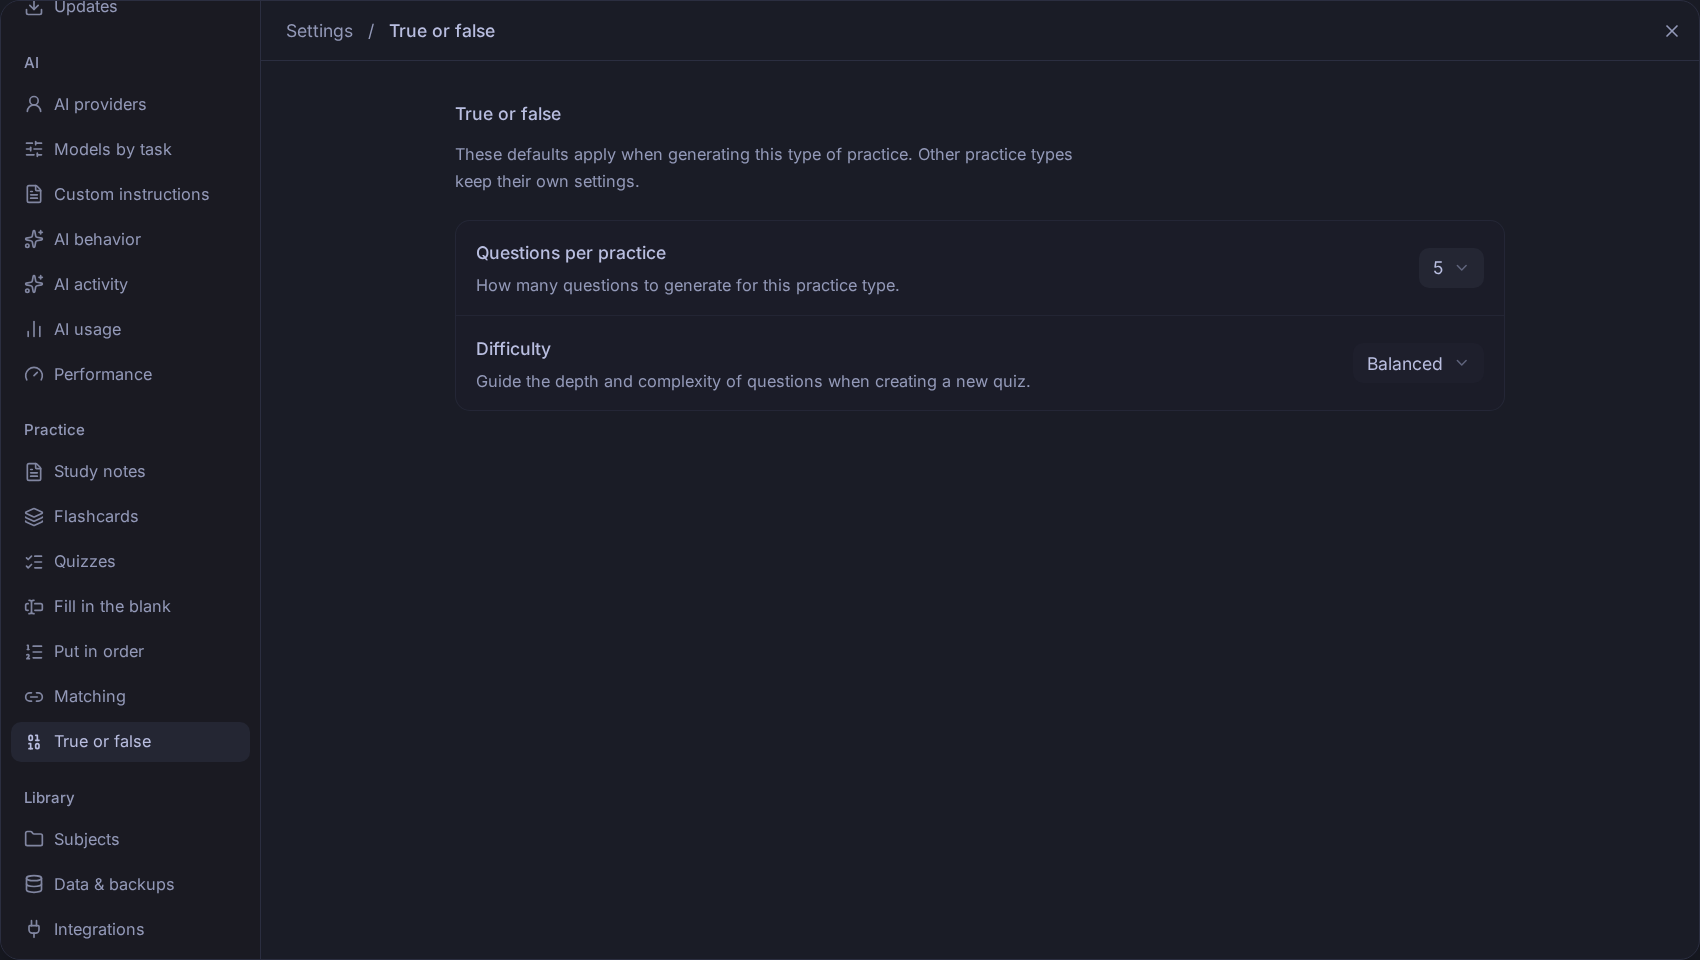 Updates
AI
AI providers
Models by task
Custom instructions
AI behavior
AI activity
AI usage
Performance
Practice
Study notes
Flashcards
Quizzes
Fill in the blank
Put in order
Matching
True or false
Library
Subjects
Data & backups
Integrations
Settings / True or false
True or false
These defaults apply when generating this type of practice. Other practice types
keep their own settings.
Questions per practice
How many questions to generate for this practice type.
5
Difficulty
Guide the depth and complexity of questions when creating a new quiz.
Balanced